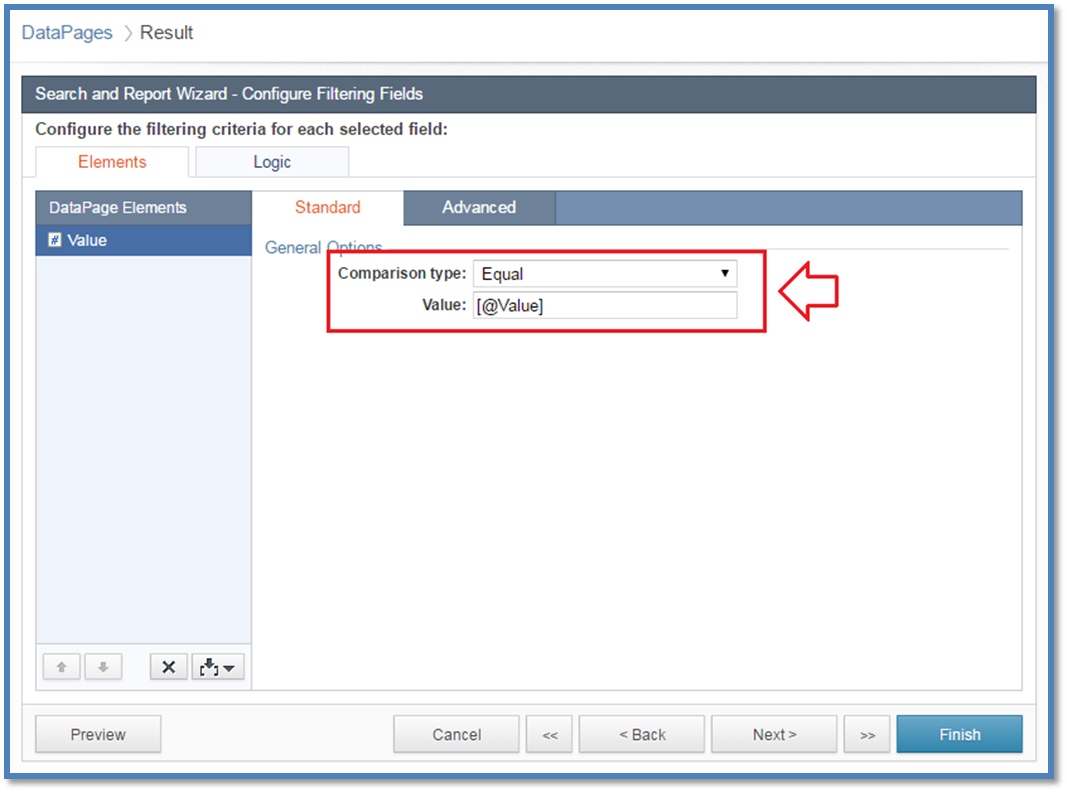 DataPages > Result
Search and Report Wizard - Configure Filtering Fields
Configure the filtering criteria for each selected field:
Elements Logic
DataPage Elements Standard Advanced
# Value
General Options
Comparison type: Equal
Value: [@Value]
Preview Cancel << < Back Next > >> Finish